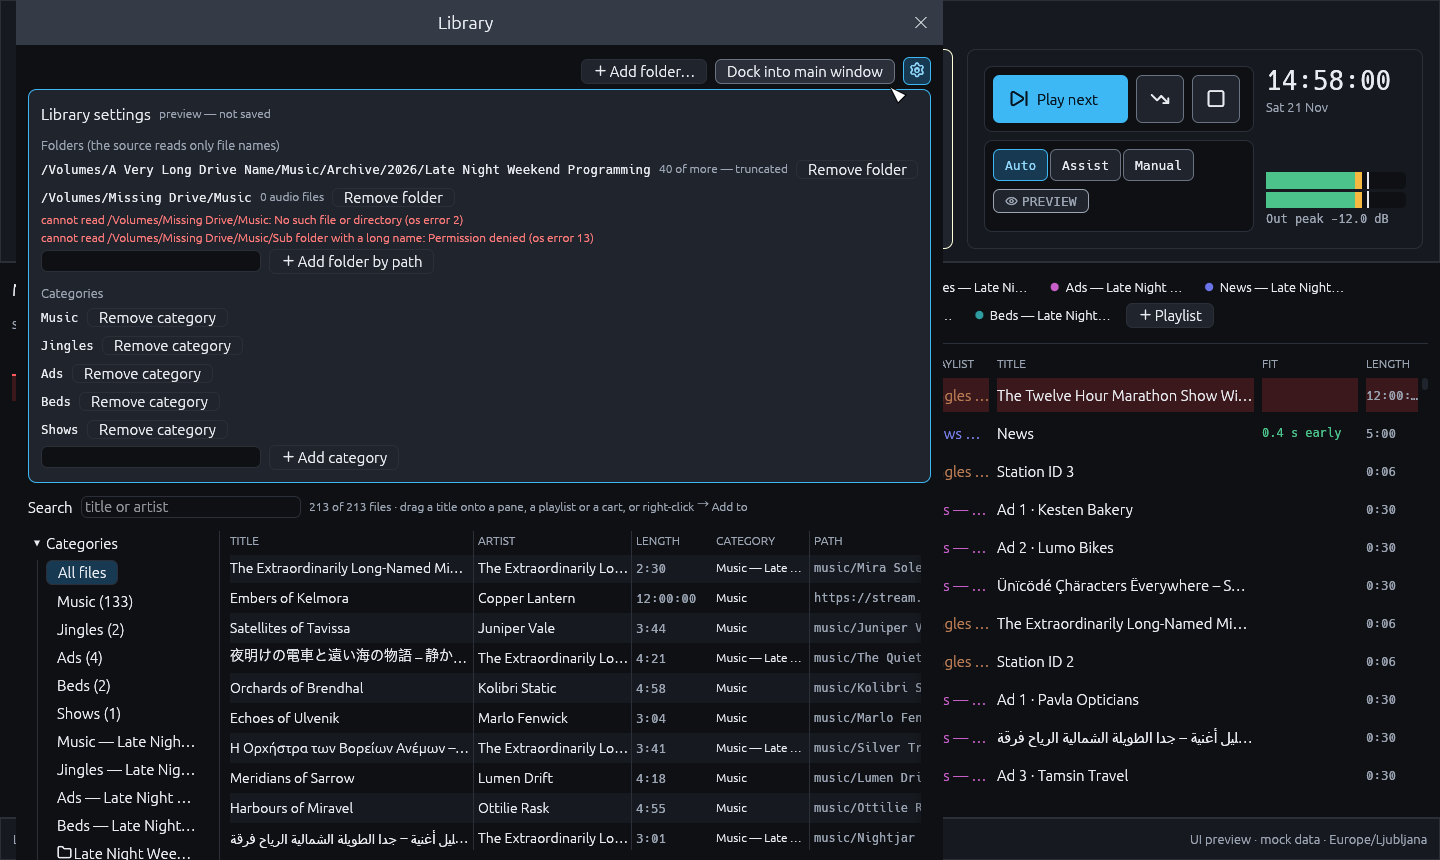 Library
+ Add folder…
Dock into main window
Library settings preview — not saved
Folders (the source reads only file names)
/Volumes/A Very Long Drive Name/Music/Archive/2026/Late Night Weekend Programming 40 of more — truncated Remove folder
/Volumes/Missing Drive/Music 0 audio files Remove folder
cannot read /Volumes/Missing Drive/Music: No such file or directory (os error 2)
cannot read /Volumes/Missing Drive/Music/Sub folder with a long name: Permission denied (os error 13)
+ Add folder by path
Categories
Music Remove category
Jingles Remove category
Ads Remove category
Beds Remove category
Shows Remove category
+ Add category
Search title or artist 213 of 213 files · drag a title onto a pane, a playlist or a cart, or right-click → Add to
▾ Categories
All files
Music (133)
Jingles (2)
Ads (4)
Beds (2)
Shows (1)
Music — Late Nigh…
Jingles — Late Nig…
Ads — Late Night …
Beds — Late Night…
Late Night Wee…
TITLE ARTIST LENGTH CATEGORY PATH
The Extraordinarily Long-Named Mi… The Extraordinarily Lo… 2:30 Music — Late … music/Mira Sole
Embers of Kelmora Copper Lantern 12:00:00 Music https://stream.
Satellites of Tavissa Juniper Vale 3:44 Music music/Juniper V
夜明けの電車と遠い海の物語 – 静か… The Extraordinarily Lo… 4:21 Music — Late … music/The Quiet
Orchards of Brendhal Kolibri Static 4:58 Music music/Kolibri S
Echoes of Ulvenik Marlo Fenwick 3:04 Music music/Marlo Fen
Η Ορχήστρα των Βορείων Ανέμων –… The Extraordinarily Lo… 3:41 Music — Late … music/Silver Tr
Meridians of Sarrow Lumen Drift 4:18 Music music/Lumen Dri
Harbours of Miravel Ottilie Rask 4:55 Music music/Ottilie R
فرقة الرياح الشمالية الطويلة جدا – أغنية ليل… The Extraordinarily Lo… 3:01 Music — Late … music/Nightjar
Play next
14:58:00
Sat 21 Nov
Auto Assist Manual
PREVIEW
Out peak -12.0 dB
es — Late Ni… Ads — Late Night … News — Late Night…
… Beds — Late Night… + Playlist
YLIST TITLE FIT LENGTH
gles … The Twelve Hour Marathon Show Wi… 12:00:…
ws … News 0.4 s early 5:00
gles … Station ID 3 0:06
s — … Ad 1 · Kesten Bakery 0:30
s — … Ad 2 · Lumo Bikes 0:30
s — … Ünïcödé Çhäracters Ëverywhere – S… 0:30
gles … The Extraordinarily Long-Named Mi… 0:06
gles … Station ID 2 0:06
s — … Ad 1 · Pavla Opticians 0:30
s — … فرقة الرياح الشمالية الطويلة جدا – أغنية ليل… 0:30
s — … Ad 3 · Tamsin Travel 0:30
UI preview · mock data · Europe/Ljubljana